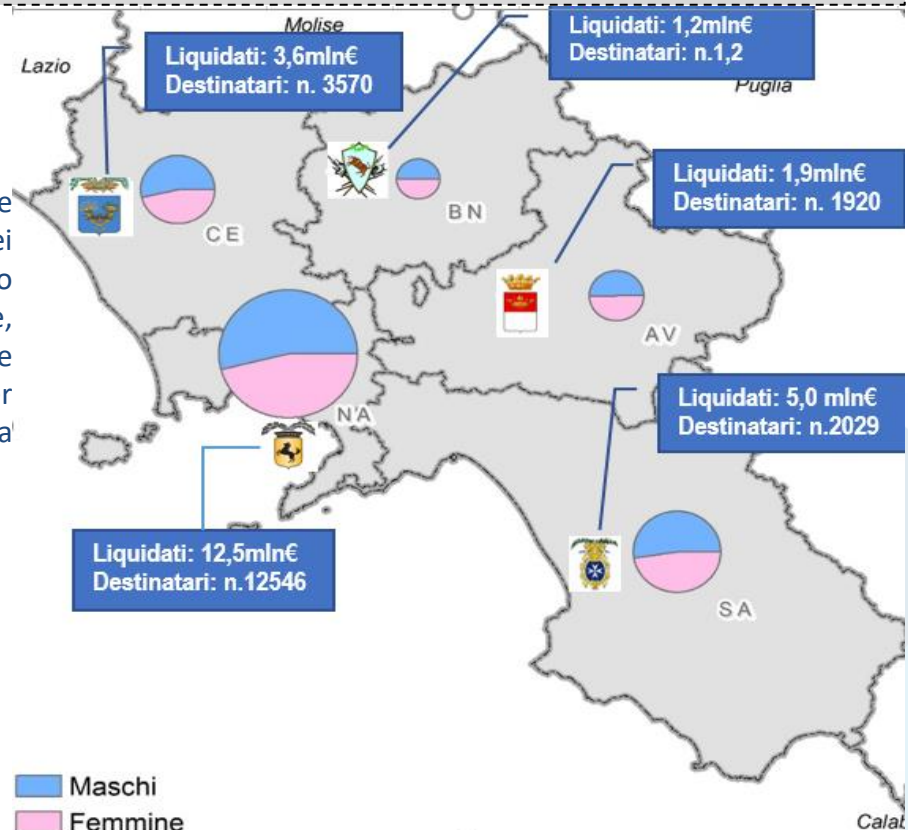 Molise
Liquidati: 1,2mln€
Destinatari: n.1,2
Lazio
Liquidati: 3,6mln€
Destinatari: n. 3570
Puglia
Liquidati: 1,9mln€
Destinatari: n. 1920
e
ei
o
e,
e
r
a
CE
BN
AV
Liquidati: 5,0 mln€
Destinatari: n.2029
NA
Liquidati: 12,5mln€
Destinatari: n.12546
SA
Maschi
Femmine
Calab